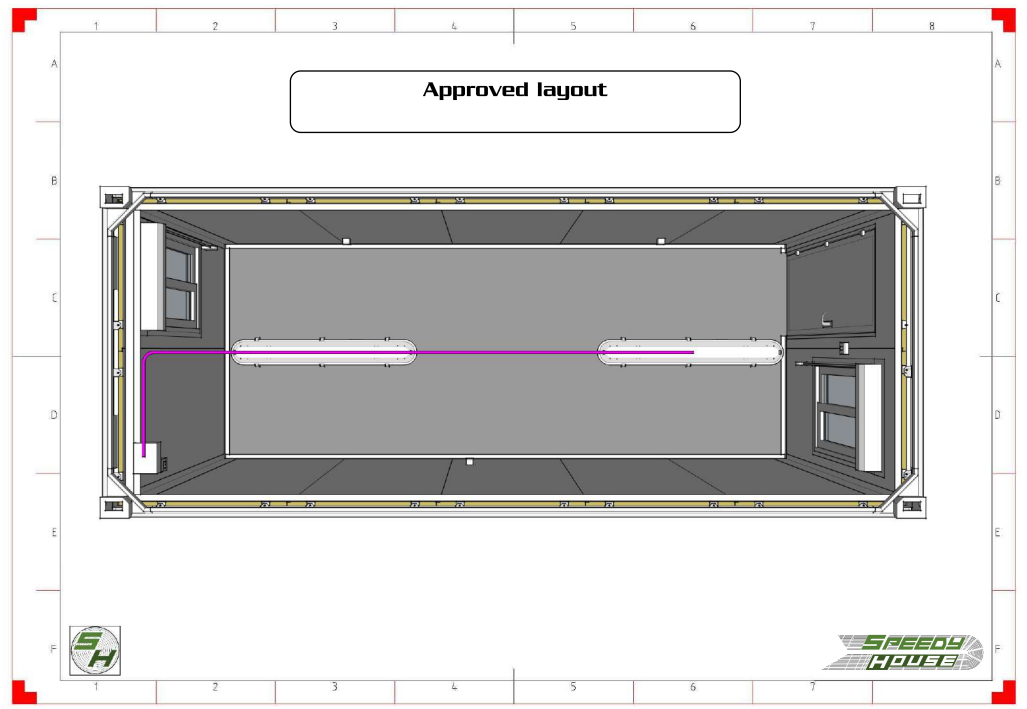 1 2 3 4 5 6 7 8
A A
Approved layout
B B
C C
D D
E E
F F
SH
SPEEDY
HOUSE
1 2 3 4 5 6 7